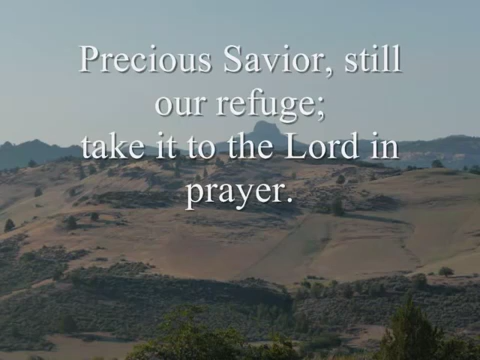 Precious Savior, still
our refuge;
take it to the Lord in
prayer.